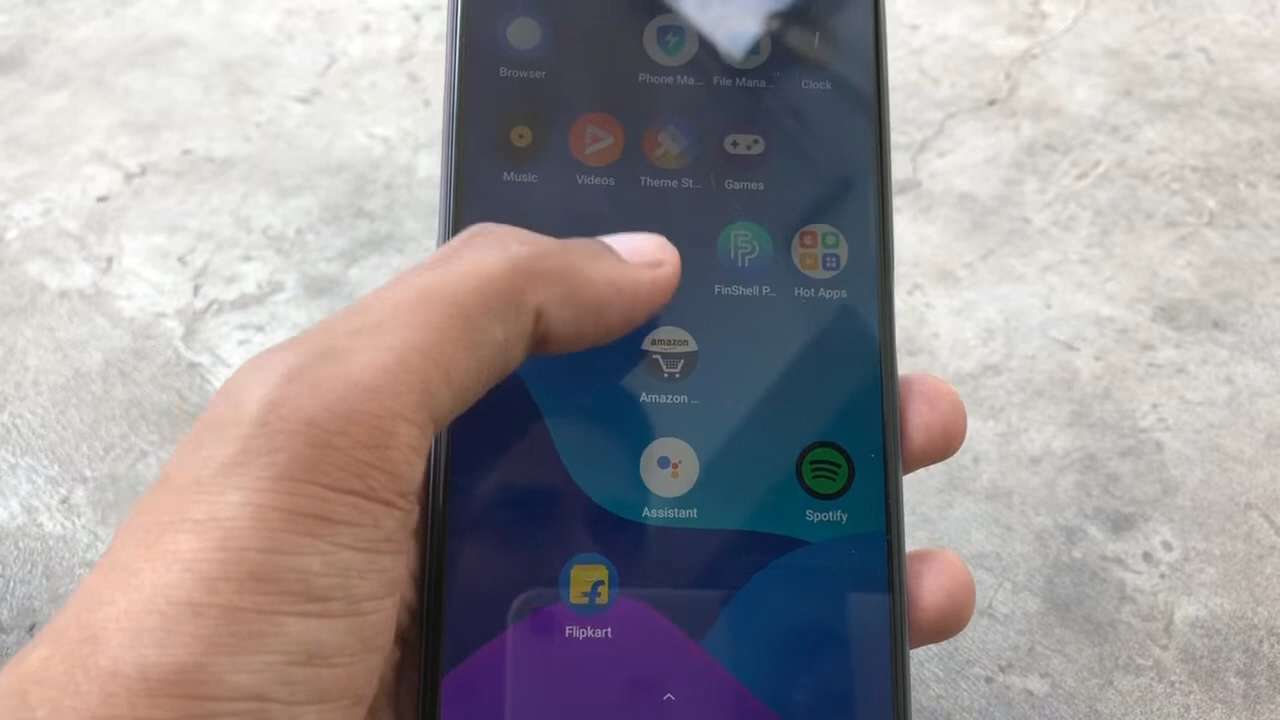 Browser
Phone Ma...
File Mana...
Clock
Music
Videos
Theme St...
Games
FinShell P...
Hot Apps
amazon
Amazon ...
Assistant
Spotify
Flipkart